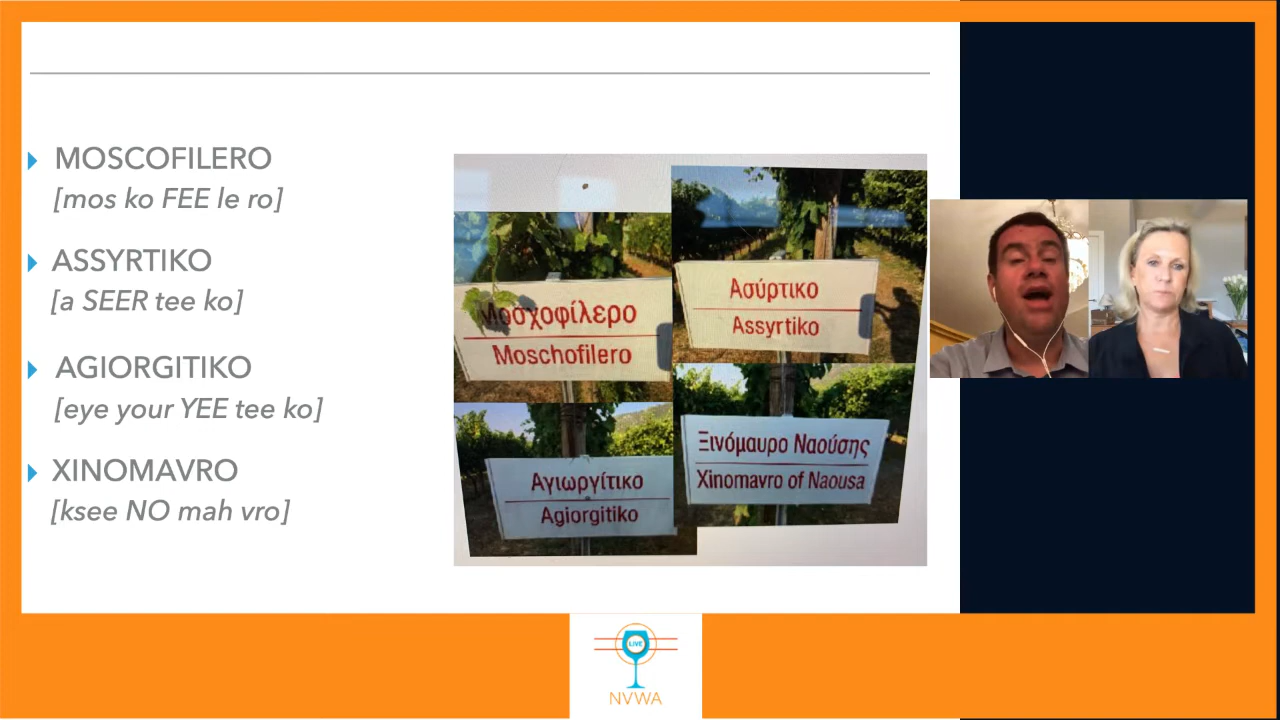 MOSCOFILERO
[mos ko FEE le ro]
ASSYRTIKO
[a SEER tee ko]
AGIORGITIKO
[eye your YEE tee ko]
XINOMAVRO
[ksee NO mah vro]
Μοσχοφίλερο
Moschofilero
Ασύρτικο
Assyrtiko
Αγιωργίτικο
Agiorgitiko
Ξινόμαυρο Ναούσης
Xinomavro of Naousa
LIVE
NVWA